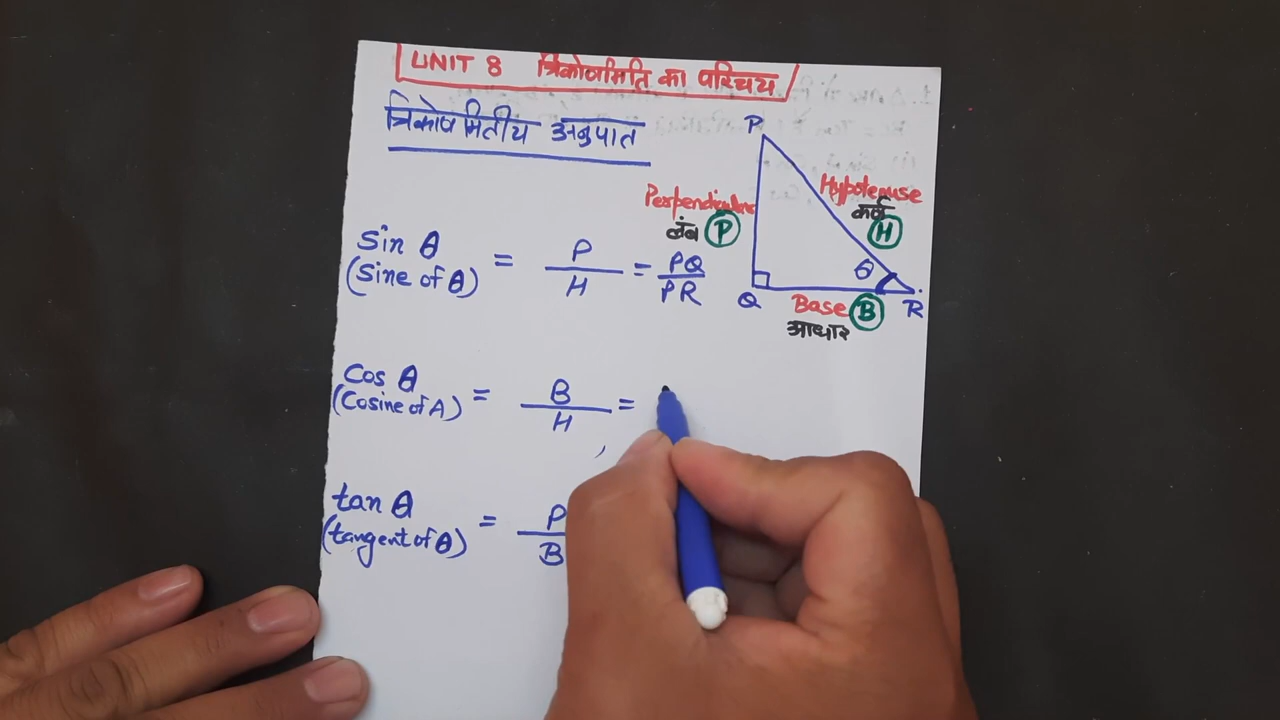 UNIT 8 त्रिकोणमिति का परिचय
त्रिकोणमितीय अनुपात
P
Perpendicular
लंब P
Hypotenuse
कर्ण
H
θ
Q
R
Base B
आधार
sin θ
(Sine of θ)
= P/H = PQ/PR
Cos θ
(Cosine of A)
= B/H =
tan θ
(tangent of θ)
= P/B